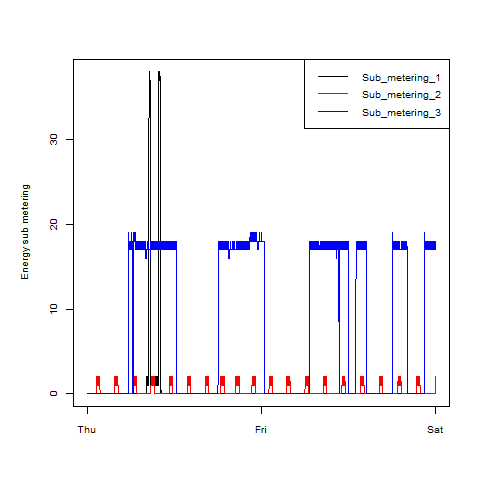 Sub_metering_1
Sub_metering_2
Sub_metering_3
Energy sub metering
30
20
10
0
Thu Fri Sat